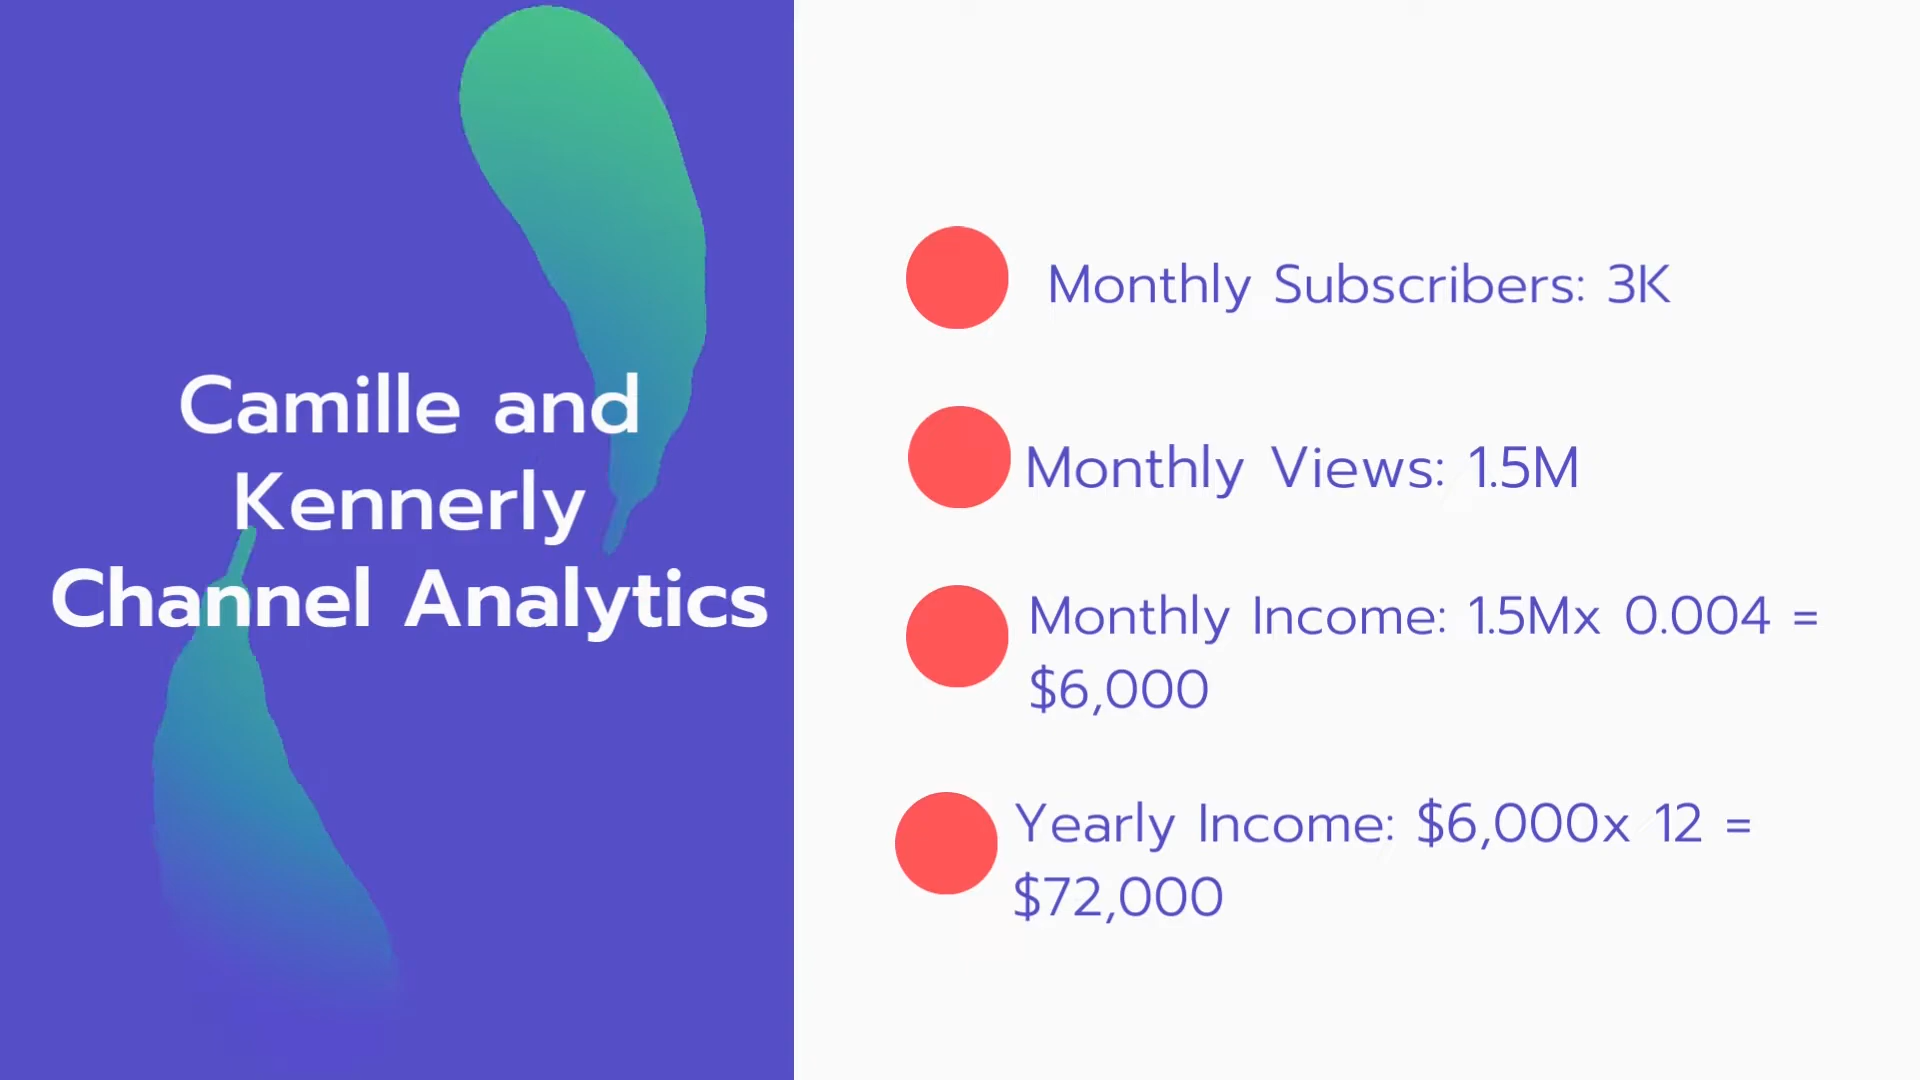 Camille and
Kennerly
Channel Analytics
Monthly Subscribers: 3K
Monthly Views: 1.5M
Monthly Income: 1.5Mx 0.004 =
$6,000
Yearly Income: $6,000x 12 =
$72,000